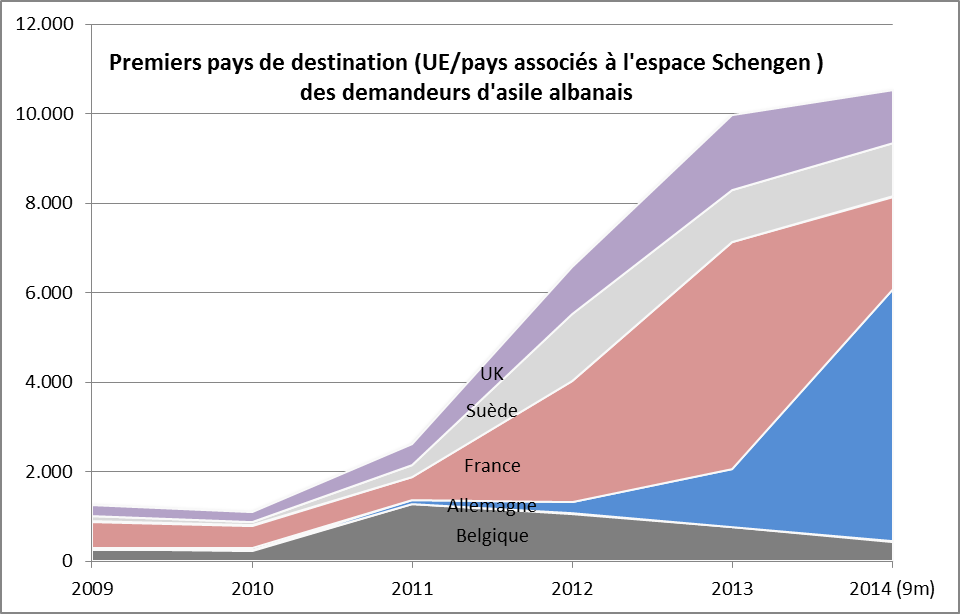 12.000
Premiers pays de destination (UE/pays associés à l'espace Schengen )
des demandeurs d'asile albanais
10.000
8.000
6.000
4.000
2.000
0
UK
Suède
France
Allemagne
Belgique
2009 2010 2011 2012 2013 2014 (9m)